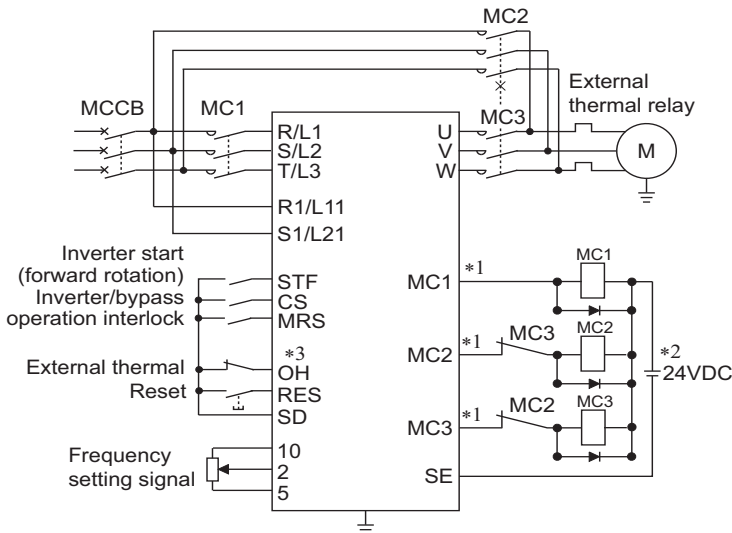 MC2
External
thermal relay
MCCB
MC1
MC3
R/L1
S/L2
T/L3
U
V
W
M
R1/L11
S1/L21
Inverter start
(forward rotation)
Inverter/bypass
operation interlock
STF
CS
MRS
External thermal
Reset
*3
OH
RES
SD
Frequency
setting signal
10
2
5
MC1
*1
MC1
MC2
*1
MC3
MC2
*2
24VDC
MC3
*1
MC2
MC3
SE